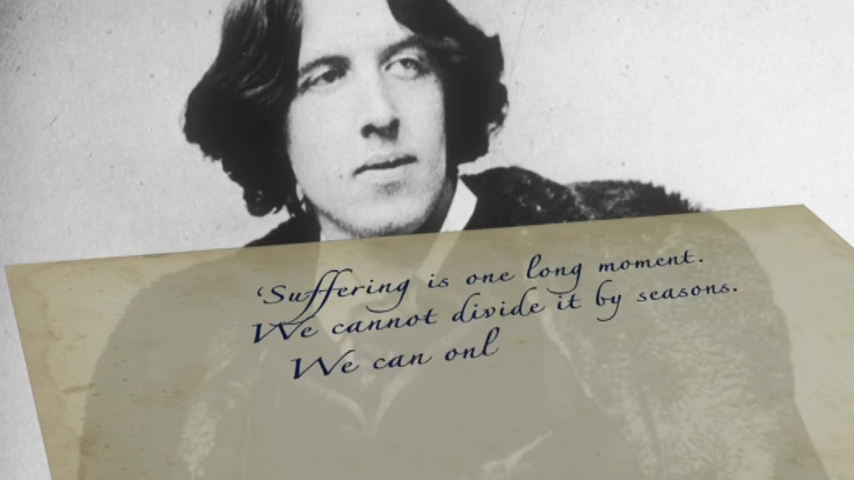 ‘Suffering is one long moment.
We cannot divide it by seasons.
We can onl